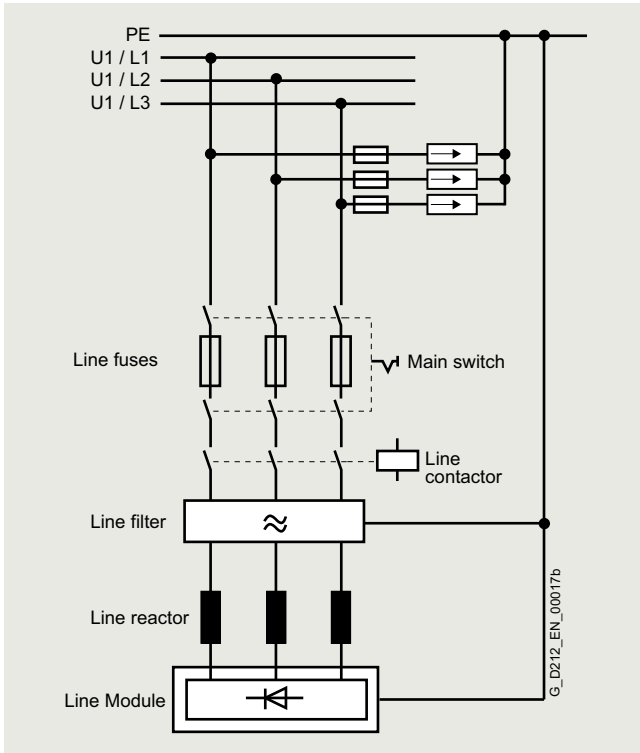 PE
U1 / L1
U1 / L2
U1 / L3
Line fuses
Main switch
Line
contactor
Line filter
Line reactor
Line Module
G_D212_EN_00017b